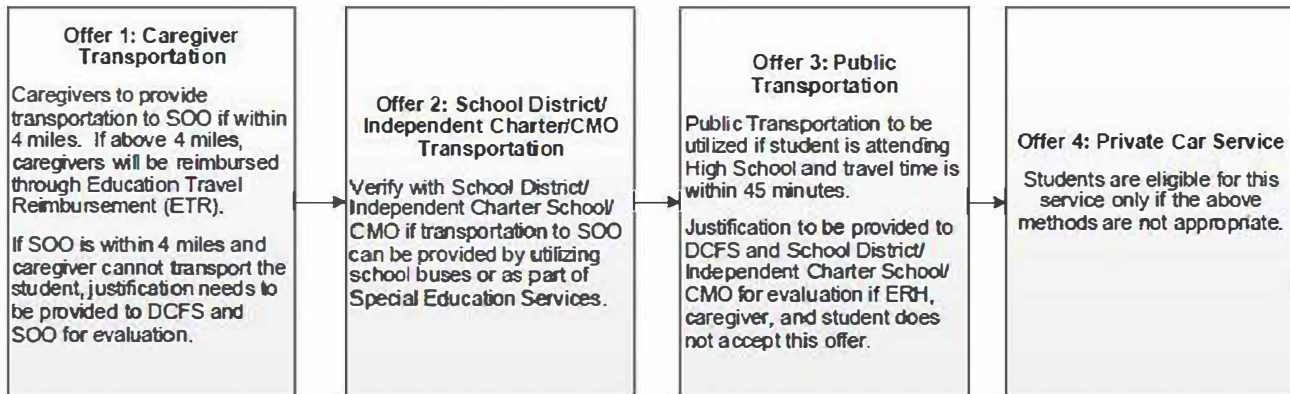 Offer 1: Caregiver
Transportation
Caregivers to provide
transportation to SOO if within
4 miles. If above 4 miles,
caregivers will be reimbursed
through Education Travel
Reimbursement (ETR).
If SOO is within 4 miles and
caregiver cannot transport the
student, justification needs to
be provided to DCFS and
SOO for evaluation.
Offer 2: School District/
Independent Charter/CMO
Transportation
Verify with School District/
Independent Charter School/
CMO if transportation to SOO
can be provided by utilizing
school buses or as part of
Special Education Services.
Offer 3: Public
Transportation
Public Transportation to be
utilized if student is attending
High School and travel time is
within 45 minutes.
Justification to be provided to
DCFS and School District/
Independent Charter School/
CMO for evaluation if ERH,
caregiver, and student does
not accept this offer.
Offer 4: Private Car Service
Students are eligible for this
service only if the above
methods are not appropriate.